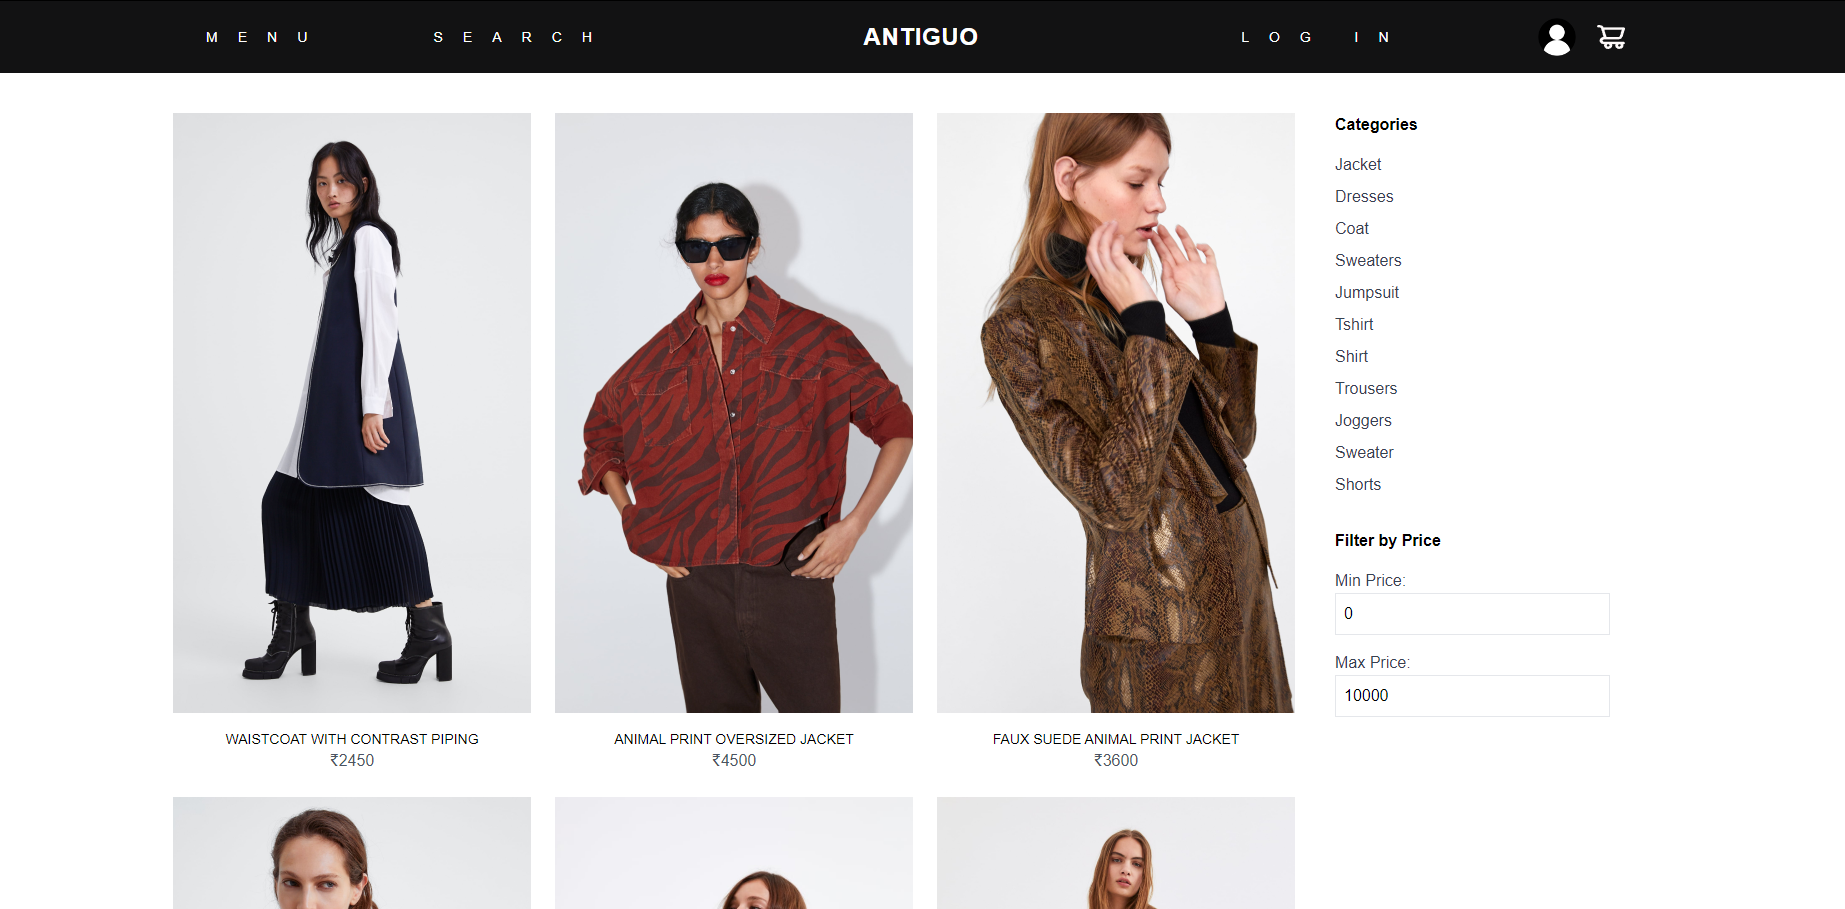 MENU SEARCH ANTIGUO LOG IN
WAISTCOAT WITH CONTRAST PIPING
₹2450
ANIMAL PRINT OVERSIZED JACKET
₹4500
FAUX SUEDE ANIMAL PRINT JACKET
₹3600
Categories
Jacket
Dresses
Coat
Sweaters
Jumpsuit
Tshirt
Shirt
Trousers
Joggers
Sweater
Shorts
Filter by Price
Min Price:
0
Max Price:
10000